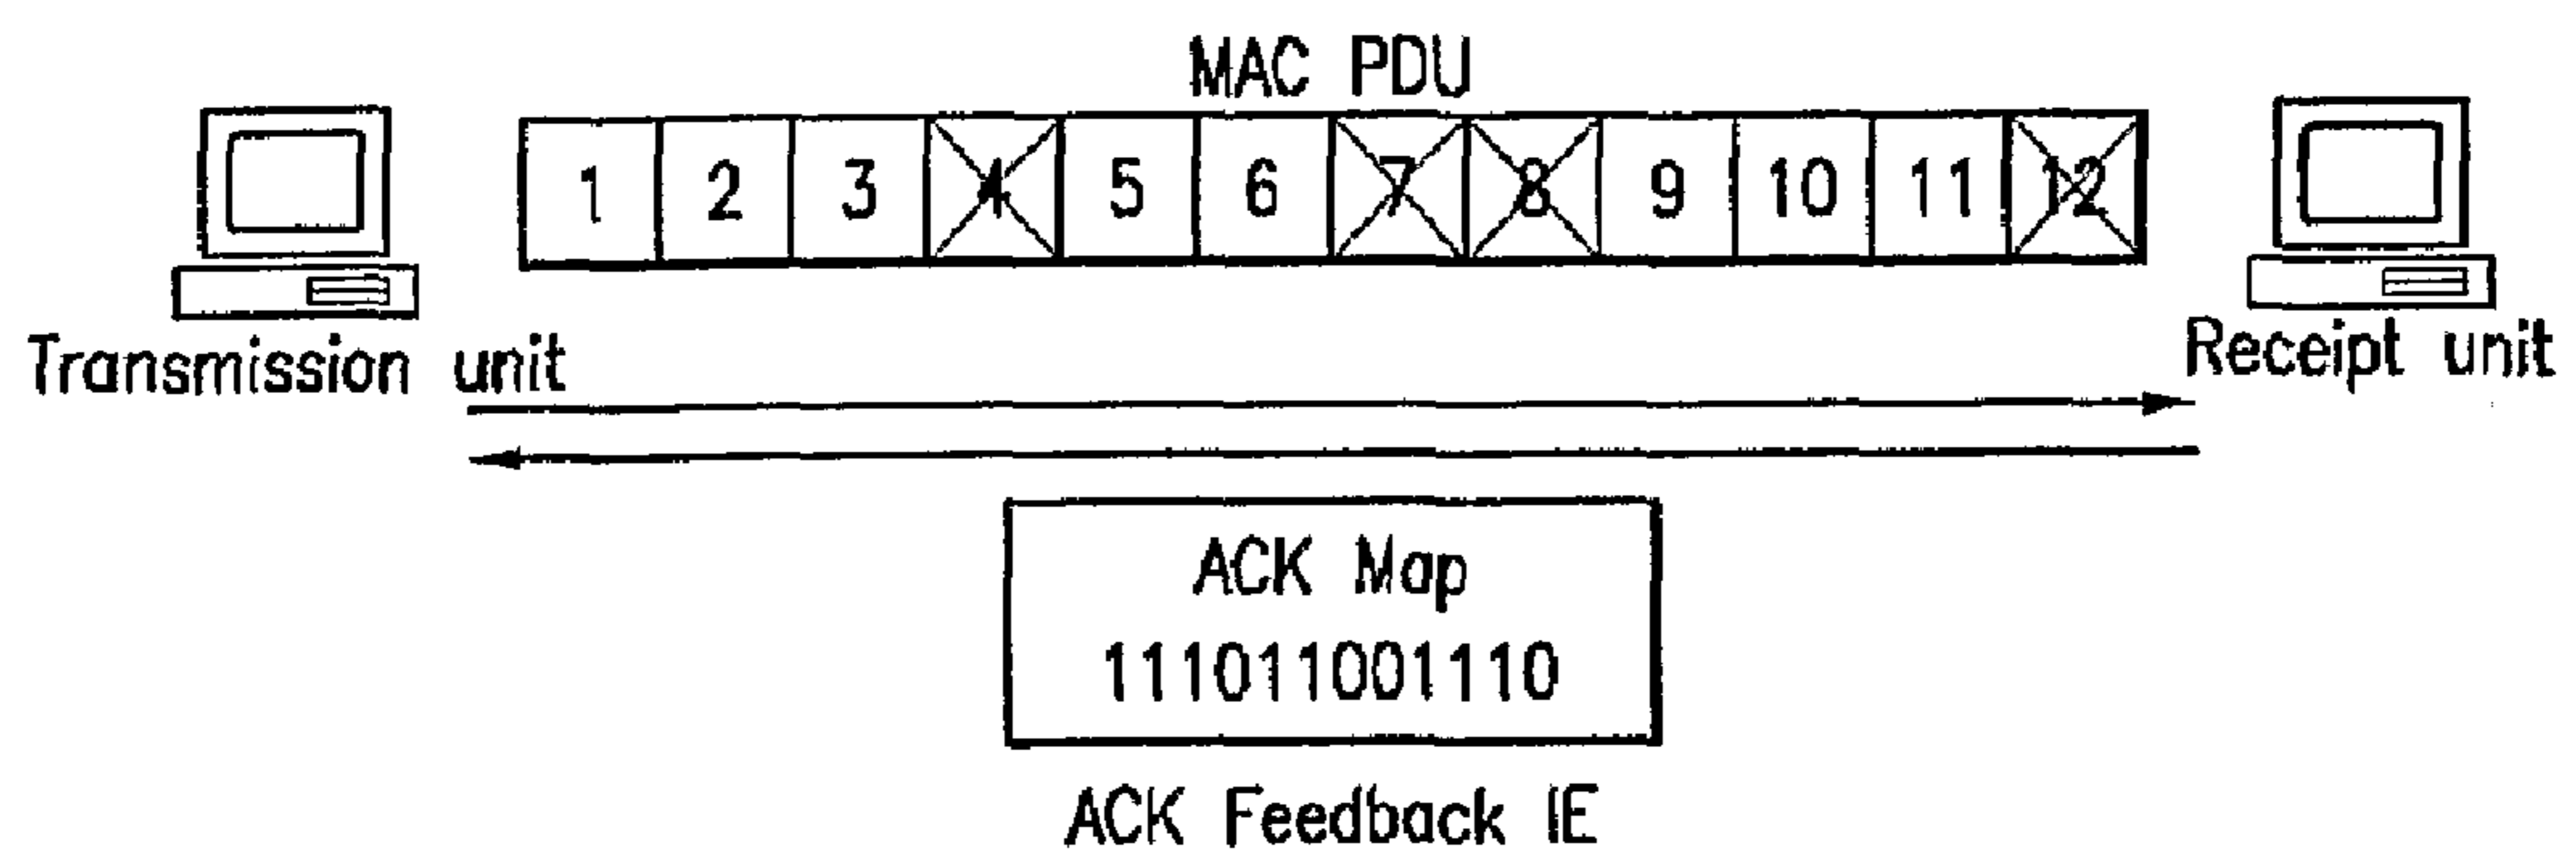 MAC PDU
1 2 3 4 5 6 7 8 9 10 11 12
Transmission unit
Receipt unit
ACK Map
111011001110
ACK Feedback IE